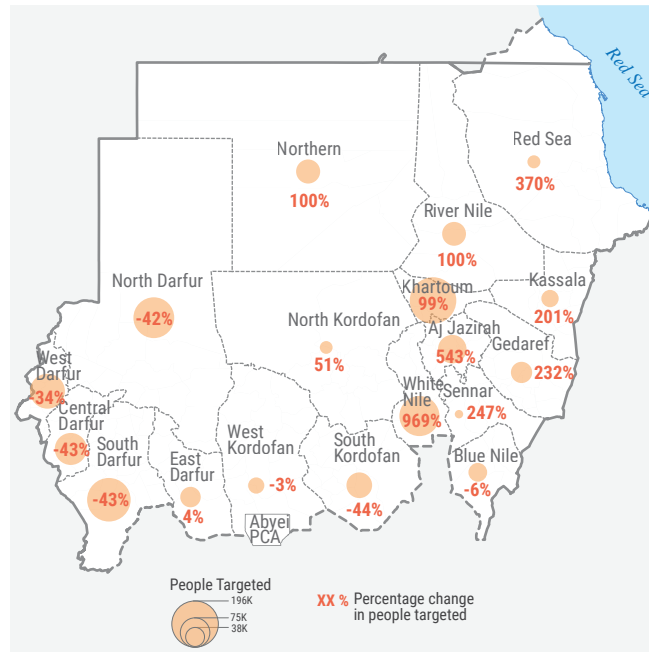 Red Sea
Red Sea
370%
Northern
100%
River Nile
100%
Kassala
201%
Khartoum
99%
North Darfur
-42%
North Kordofan
51%
Aj Jazirah
543%
Gedaref
232%
West
Darfur
-34%
White
Nile
969%
Sennar
247%
Central
Darfur
-43%
South
Darfur
-43%
East
Darfur
4%
West
Kordofan
-3%
South
Kordofan
-44%
Blue Nile
-6%
Abyei
PCA
People Targeted
196K
75K
38K
XX % Percentage change
in people targeted